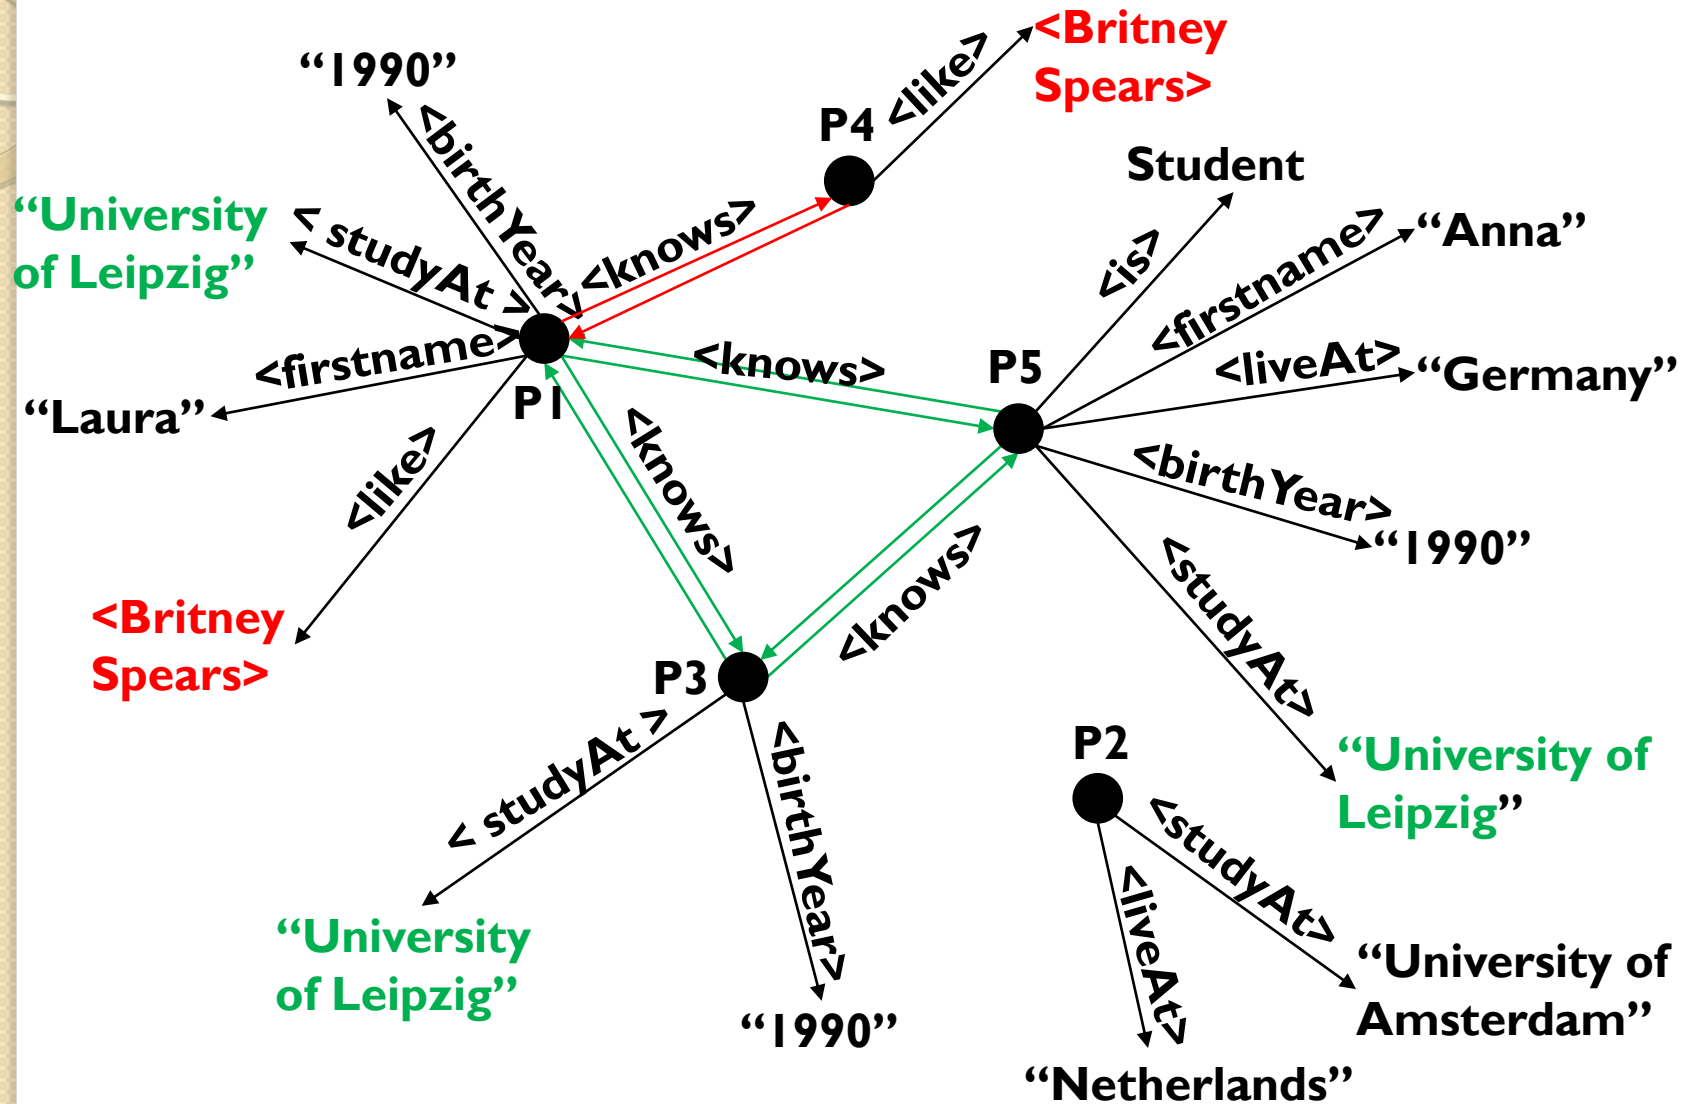 <Britney
Spears>
“1990”
<like>
P4
<birthYear>
Student
“University
of Leipzig”
< studyAt >
<knows>
<is>
<firstname>
“Anna”
<firstname>
<knows>
P5
<liveAt>
“Germany”
“Laura”
P1
<like>
<knows>
<birthYear>
“1990”
<Britney
Spears>
P3
<knows>
<studyAt>
< studyAt >
<birthYear>
P2
“University of
Leipzig”
<studyAt>
<liveAt>
“University
of Leipzig”
“University of
Amsterdam”
“1990”
“Netherlands”